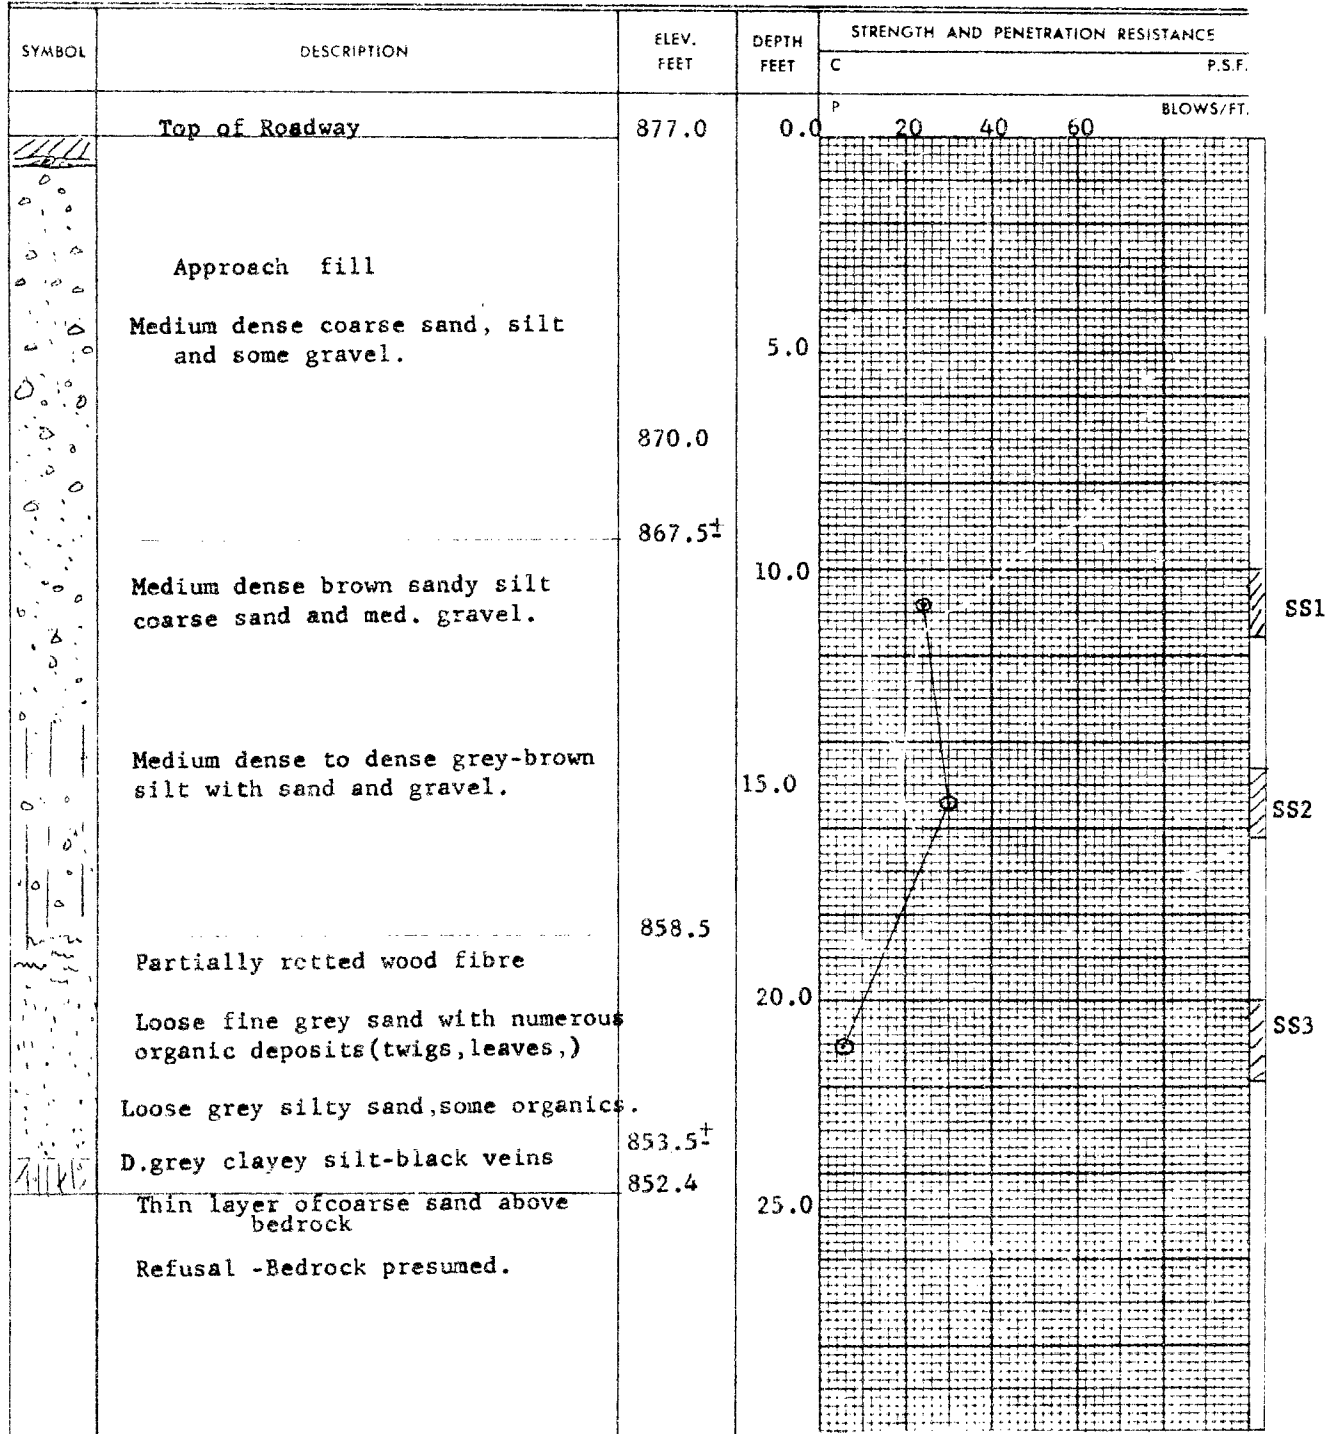 SYMBOL DESCRIPTION ELEV. FEET DEPTH FEET STRENGTH AND PENETRATION RESISTANCE
C P.S.F.
P BLOWS/FT.
Top of Roadway 877.0 0.0 20 40 60
Approach fill
Medium dense coarse sand, silt
and some gravel. 5.0
870.0
867.5±
10.0
Medium dense brown sandy silt
coarse sand and med. gravel.
SS1
Medium dense to dense grey-brown
silt with sand and gravel. 15.0
SS2
858.5
Partially rotted wood fibre
20.0
Loose fine grey sand with numerous
organic deposits(twigs,leaves,)
SS3
Loose grey silty sand,some organics.
853.5±
D.grey clayey silt-black veins
852.4
Thin layer ofcoarse sand above 25.0
bedrock
Refusal -Bedrock presumed.